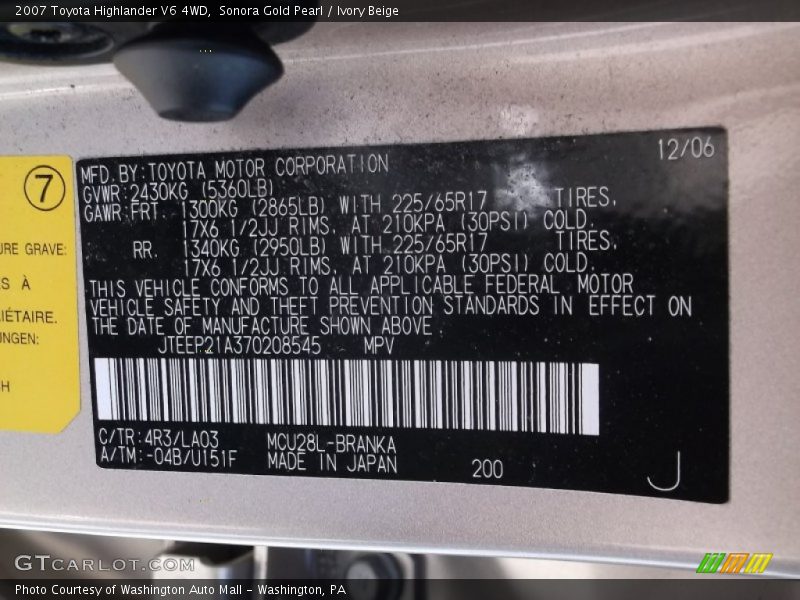 2007 Toyota Highlander V6 4WD, Sonora Gold Pearl / Ivory Beige
7
URE GRAVE:
S À
IÉTAIRE.
NGEN:
H
12/06
MFD. BY: TOYOTA MOTOR CORPORATION
GVWR: 2430KG (5360LB)
GAWR: FRT. 1300KG (2865LB) WITH 225/65R17 TIRES,
17X6 1/2JJ RIMS, AT 210KPA (30PSI) COLD.
RR. 1340KG (2950LB) WITH 225/65R17 TIRES,
17X6 1/2JJ RIMS, AT 210KPA (30PSI) COLD.
THIS VEHICLE CONFORMS TO ALL APPLICABLE FEDERAL MOTOR
VEHICLE SAFETY AND THEFT PREVENTION STANDARDS IN EFFECT ON
THE DATE OF MANUFACTURE SHOWN ABOVE
JTEEP21A370208545 MPV
C/TR: 4R3/LA03 MCU28L-BRANKA
A/TM: -04B/U151F MADE IN JAPAN 200 J
GTCARLOT.COM
Photo Courtesy of Washington Auto Mall - Washington, PA